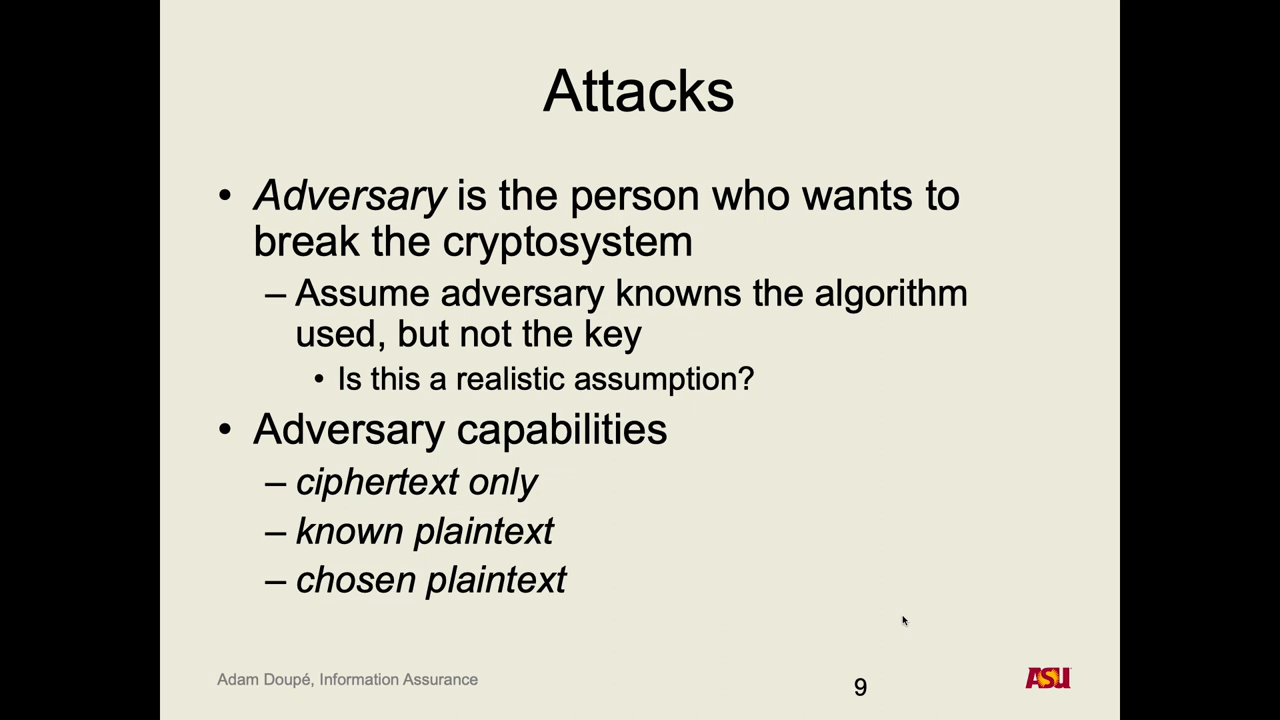 Attacks
• Adversary is the person who wants to
break the cryptosystem
– Assume adversary knowns the algorithm
used, but not the key
• Is this a realistic assumption?
• Adversary capabilities
– ciphertext only
– known plaintext
– chosen plaintext
Adam Doupé, Information Assurance
9
ASU